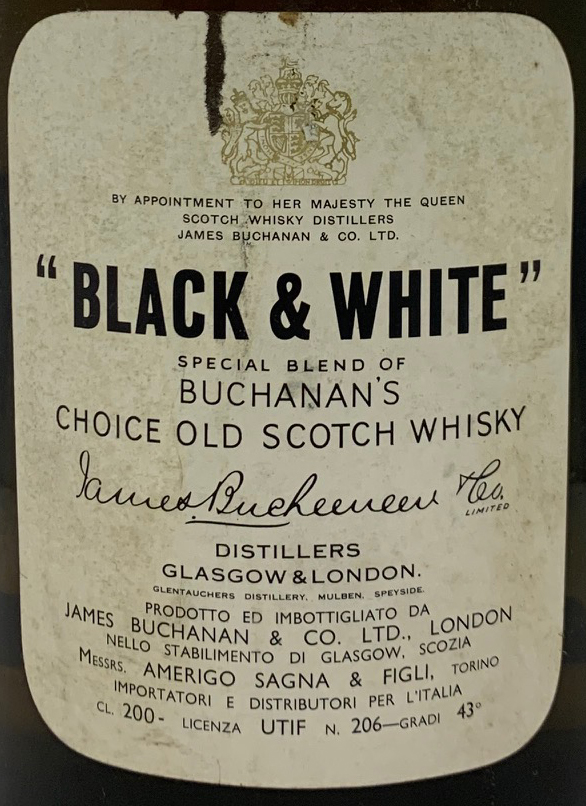 BY APPOINTMENT TO HER MAJESTY THE QUEEN
SCOTCH WHISKY DISTILLERS
JAMES BUCHANAN & CO. LTD.
"BLACK & WHITE"
SPECIAL BLEND OF
BUCHANAN'S
CHOICE OLD SCOTCH WHISKY
James Buchanan & Co.
LIMITED
DISTILLERS
GLASGOW & LONDON.
GLENTAUCHERS DISTILLERY, MULBEN, SPEYSIDE.
PRODOTTO ED IMBOTTIGLIATO DA
JAMES BUCHANAN & CO. LTD., LONDON
NELLO STABILIMENTO DI GLASGOW, SCOZIA
MESSRS. AMERIGO SAGNA & FIGLI, TORINO
IMPORTATORI E DISTRIBUTORI PER L'ITALIA
CL. 200- LICENZA UTIF N. 206—GRADI 43°